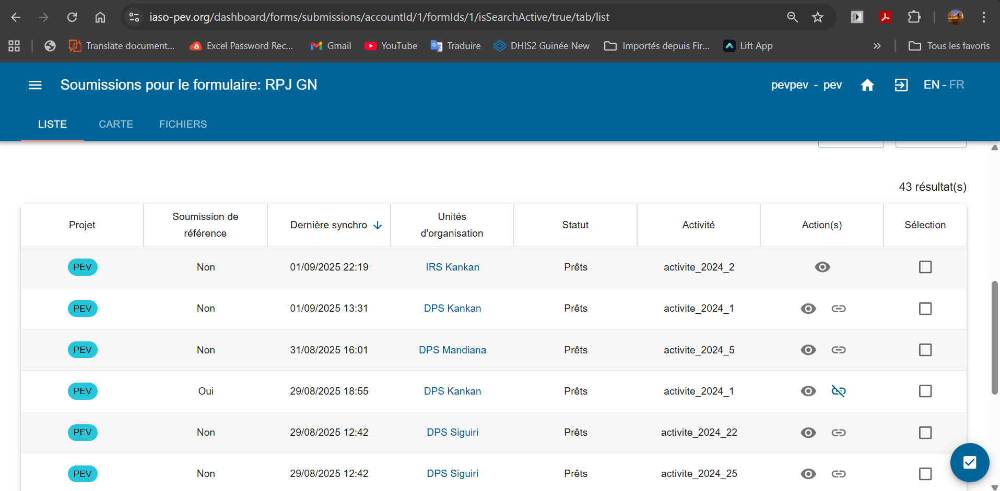 iaso-pev.org/dashboard/forms/submissions/accountId/1/formIds/1/isSearchActive/true/tab/list
Translate document... Excel Password Rec... Gmail YouTube Traduire DHIS2 Guinée New Importés depuis Fir... Lift App » Tous les favoris
Soumissions pour le formulaire: RPJ GN pevpev - pev EN - FR
LISTE CARTE FICHIERS
43 résultat(s)
Projet Soumission de référence Dernière synchro Unités d'organisation Statut Activité Action(s) Sélection
PEV Non 01/09/2025 22:19 IRS Kankan Prêts activite_2024_2
PEV Non 01/09/2025 13:31 DPS Kankan Prêts activite_2024_1
PEV Non 31/08/2025 16:01 DPS Mandiana Prêts activite_2024_5
PEV Oui 29/08/2025 18:55 DPS Kankan Prêts activite_2024_1
PEV Non 29/08/2025 12:42 DPS Siguiri Prêts activite_2024_22
PEV Non 29/08/2025 12:42 DPS Siguiri Prêts activite_2024_25